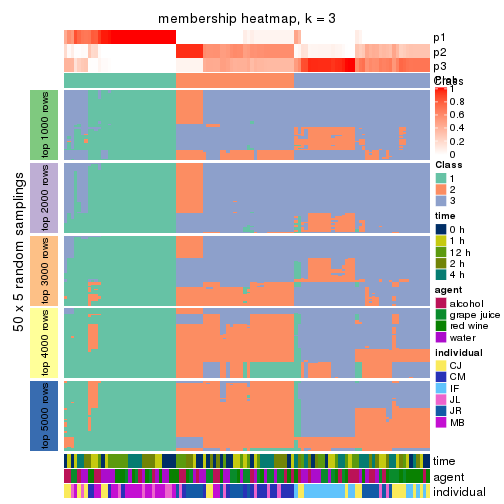 membership heatmap, k = 3
p1
p2
p3
Class
1
0.8
0.6
0.4
0.2
0
Class
1
2
3
time
0 h
1 h
12 h
2 h
4 h
agent
alcohol
grape juice
red wine
water
individual
CJ
CM
IF
JL
JR
MB
50 x 5 random samplings
top 1000 rows
top 2000 rows
top 3000 rows
top 4000 rows
top 5000 rows
time
agent
individual